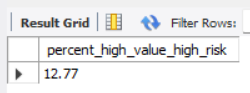 Result Grid Filter Rows:
percent_high_value_high_risk
12.77